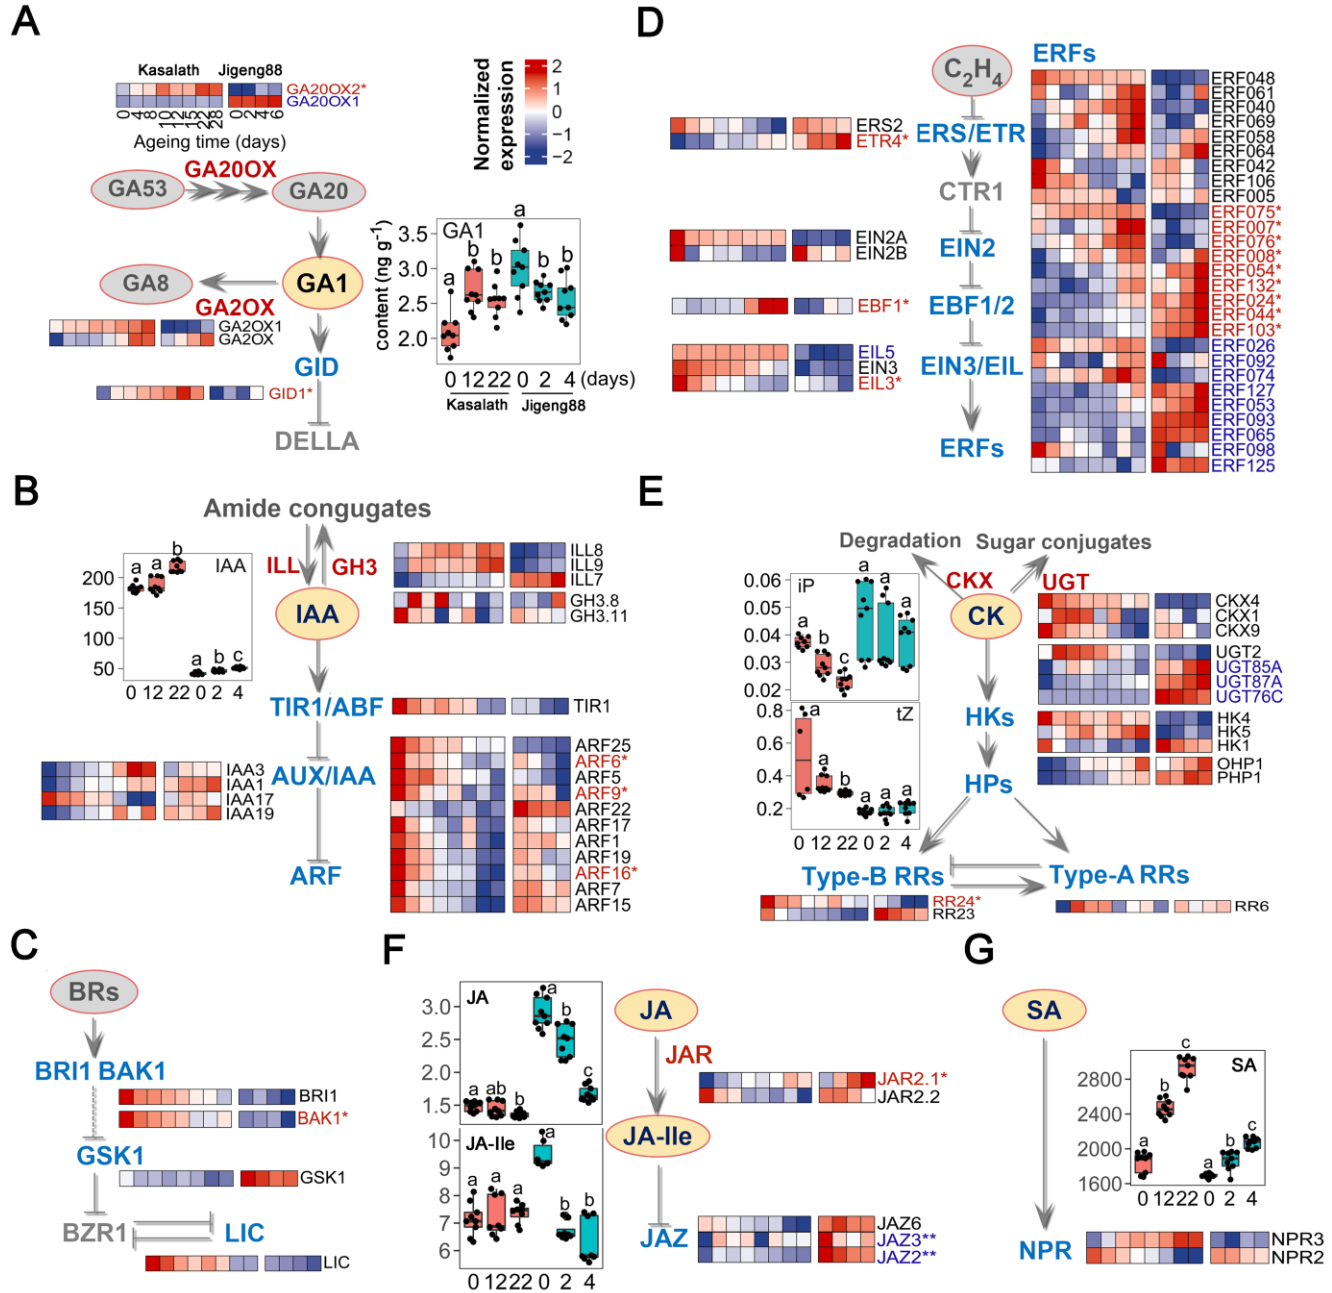 A
Kasalath Jigeng88
GA20OX2*
GA20OX1
0 4 8 10 12 15 22 28 0 2 4 6
Ageing time (days)
Normalized expression
2
1
0
−1
−2
GA20OX
GA53
GA20
GA8
GA1
GA2OX
GA2OX1
GA2OX
GID
GID1*
DELLA
GA1
Content (ng g⁻¹)
3.5
3.0
2.5
2.0
a b b a b b
0 12 22 0 2 4 (days)
Kasalath Jigeng88
B
Amide congugates
ILL GH3
IAA
ILL8
ILL9
ILL7
GH3.8
GH3.11
IAA
200
150
100
50
a a b a b c
0 12 22 0 2 4
TIR1/ABF
TIR1
AUX/IAA
IAA3
IAA1
IAA17
IAA19
ARF
ARF25
ARF6*
ARF5
ARF9*
ARF22
ARF17
ARF1
ARF19
ARF16*
ARF7
ARF15
C
BRs
BRI1 BAK1
BRI1
BAK1*
GSK1
GSK1
BZR1
LIC
LIC
D
C₂H₄
ERS/ETR
ERS2
ETR4*
CTR1
EIN2
EIN2A
EIN2B
EBF1/2
EBF1*
EIN3/EIL
EIL5
EIN3
EIL3*
ERFs
ERFs
ERF048
ERF061
ERF040
ERF069
ERF058
ERF064
ERF042
ERF106
ERF005
ERF075*
ERF007*
ERF076*
ERF008*
ERF054*
ERF132*
ERF024*
ERF044*
ERF103*
ERF026
ERF092
ERF074
ERF127
ERF053
ERF093
ERF065
ERF098
ERF125
E
Degradation Sugar conjugates
CKX UGT
CK
CKX4
CKX1
CKX9
UGT2
UGT85A
UGT87A
UGT76C
HKs
HK4
HK5
HK1
HPs
OHP1
PHP1
iP
0.06
0.05
0.04
0.03
0.02
a b c a a a
tZ
0.8
0.6
0.4
0.2
a a b a a a
0 12 22 0 2 4
Type-B RRs
Type-A RRs
RR24*
RR23
RR6
F
JA
3.0
2.5
2.0
1.5
a ab b a b c
JA-Ile
10
9
8
7
6
a a a a b b
0 12 22 0 2 4
JA
JAR
JAR2.1*
JAR2.2
JA-Ile
JAZ
JAZ6
JAZ3**
JAZ2**
G
SA
SA
2800
2400
2000
1600
a b c a b c
0 12 22 0 2 4
NPR
NPR3
NPR2